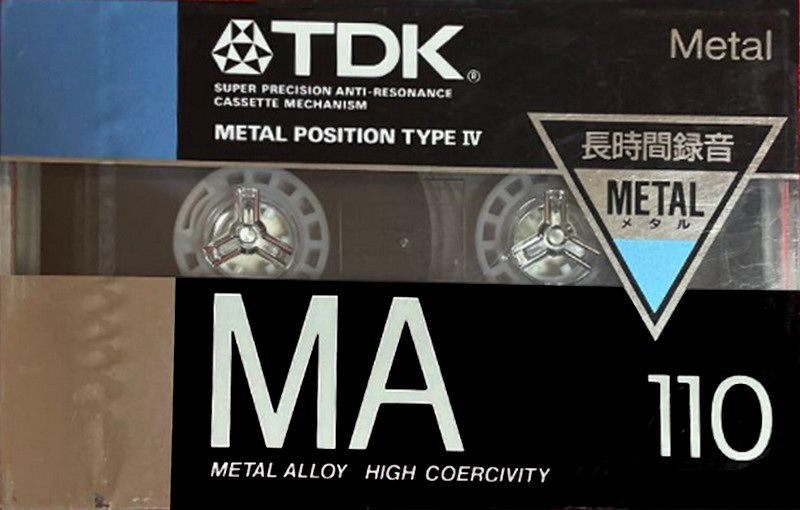 TDK®
Metal
SUPER PRECISION ANTI-RESONANCE
CASSETTE MECHANISM
METAL POSITION TYPE IV
長時間録音
METAL
メタル
MA
110
METAL ALLOY HIGH COERCIVITY